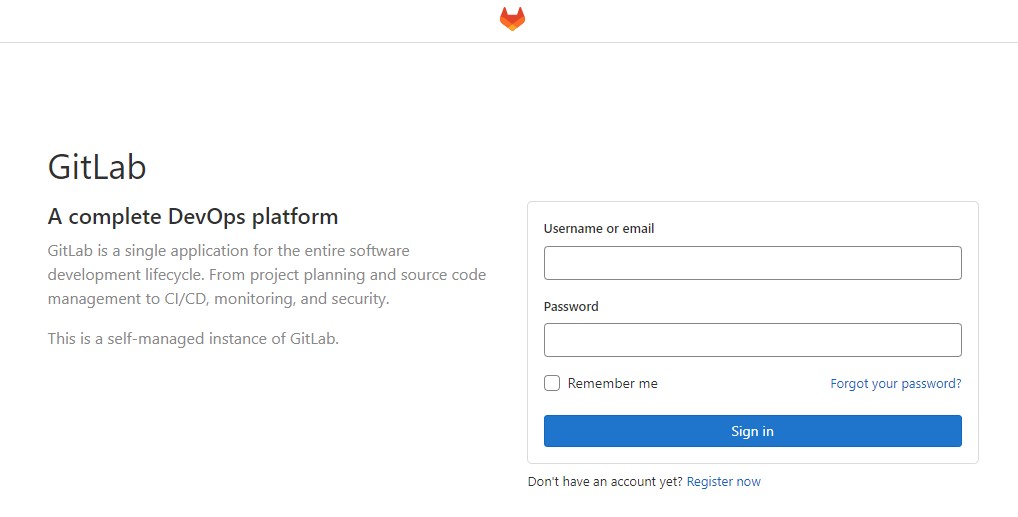 GitLab
A complete DevOps platform
GitLab is a single application for the entire software
development lifecycle. From project planning and source code
management to CI/CD, monitoring, and security.
This is a self-managed instance of GitLab.
Username or email
Password
Remember me
Forgot your password?
Sign in
Don't have an account yet? Register now